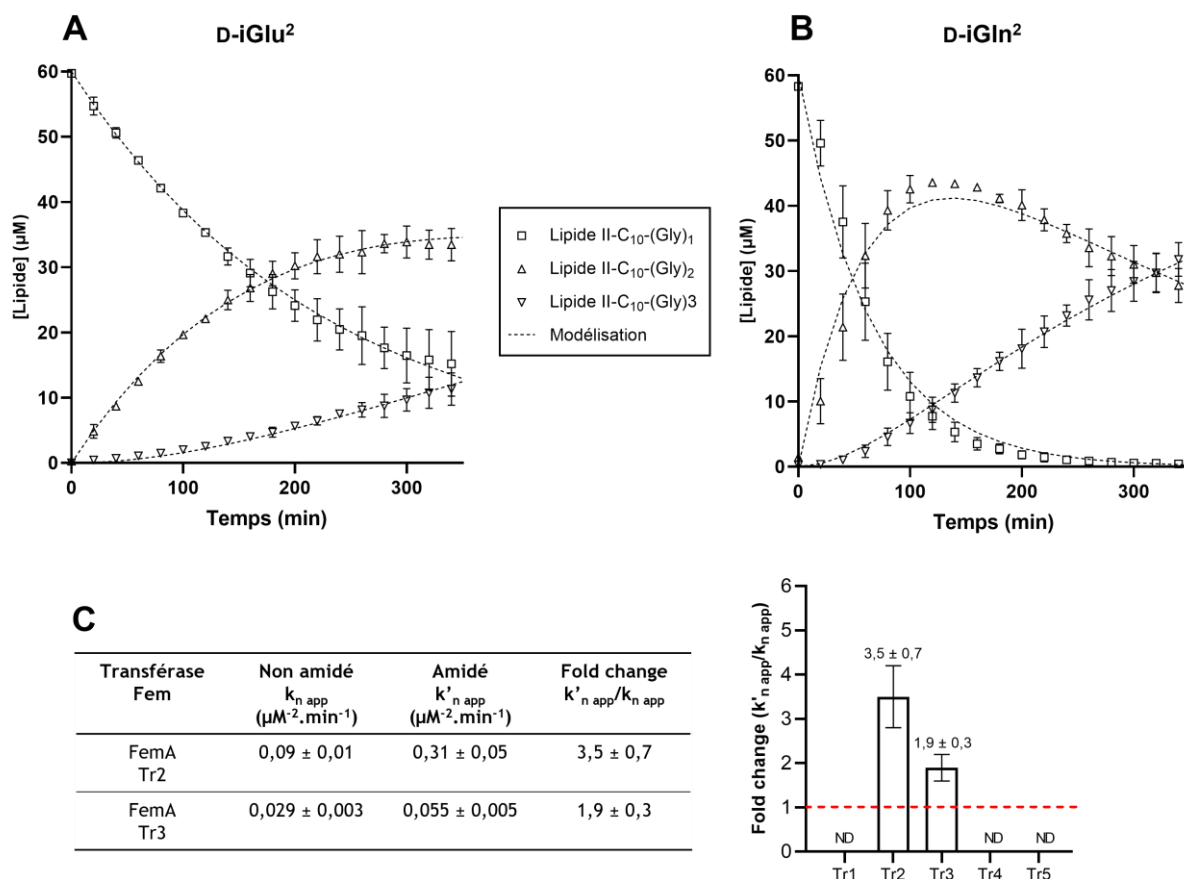 A
D-iGlu²
60
50
40
30
20
10
0
[Lipide] (µM)
0 100 200 300
Temps (min)
Lipide II-C₁₀-(Gly)₁
Lipide II-C₁₀-(Gly)₂
Lipide II-C₁₀-(Gly)3
Modélisation
B
D-iGln²
60
50
40
30
20
10
0
[Lipide] (µM)
0 100 200 300
Temps (min)
C
Transférase Non amidé Amidé Fold change
Fem kₙ ₐₚₚ k'ₙ ₐₚₚ k'ₙ ₐₚₚ/kₙ ₐₚₚ
(µM⁻².min⁻¹) (µM⁻².min⁻¹)
FemA 0,09 ± 0,01 0,31 ± 0,05 3,5 ± 0,7
Tr2
FemA 0,029 ± 0,003 0,055 ± 0,005 1,9 ± 0,3
Tr3
Fold change (k'ₙ ₐₚₚ/kₙ ₐₚₚ)
6
5
4
3
2
1
0
3,5 ± 0,7
1,9 ± 0,3
ND ND ND
Tr1 Tr2 Tr3 Tr4 Tr5